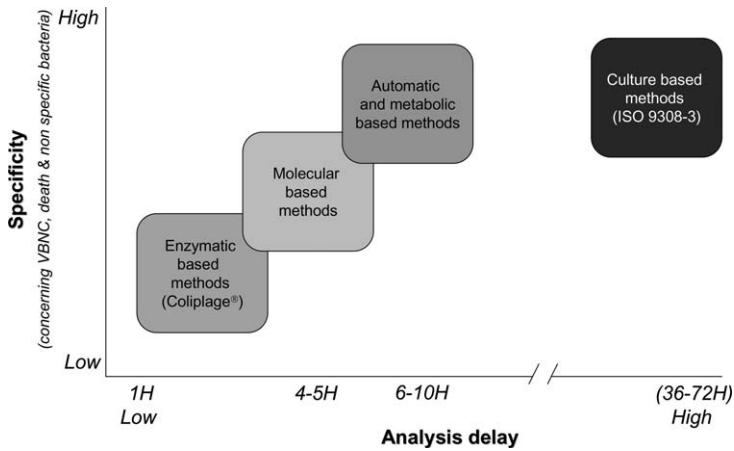 High
Automatic
and metabolic
based methods
Culture based
methods
(ISO 9308-3)
Molecular
based
methods
Enzymatic
based
methods
(Coliplage®)
Specificity
(concerning VBNC, death & non specific bacteria)
Low
1H
4-5H
6-10H
(36-72H)
Low
High
Analysis delay